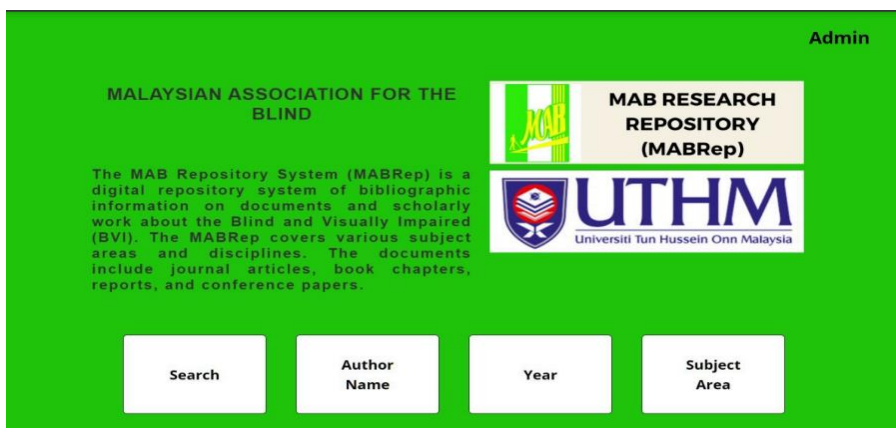 Admin
MALAYSIAN ASSOCIATION FOR THE
BLIND
The MAB Repository System (MABRep) is a
digital repository system of bibliographic
information on documents and scholarly
work about the Blind and Visually Impaired
(BVI). The MABRep covers various subject
areas and disciplines. The documents
include journal articles, book chapters,
reports, and conference papers.
MAB
MAB RESEARCH
REPOSITORY
(MABRep)
UTHM
Universiti Tun Hussein Onn Malaysia
Search
Author
Name
Year
Subject
Area